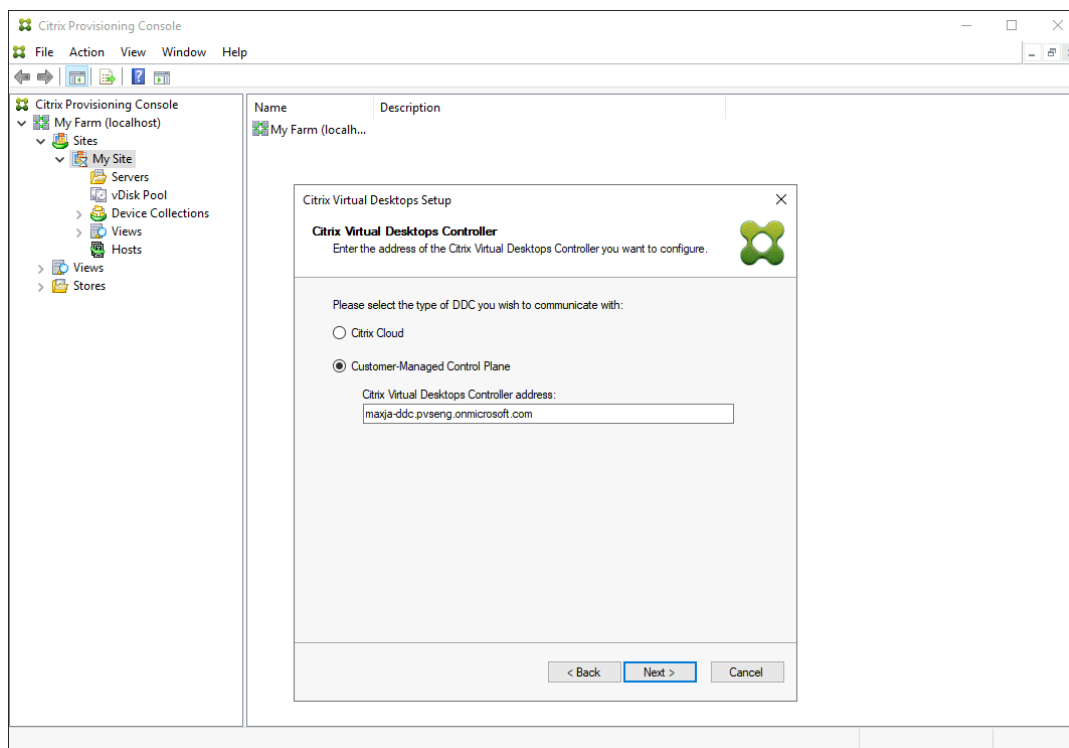 Citrix Provisioning Console
File Action View Window Help
Citrix Provisioning Console
My Farm (localhost)
Sites
My Site
Servers
vDisk Pool
Device Collections
Views
Hosts
Views
Stores
Name Description
My Farm (localh...
Citrix Virtual Desktops Setup
Citrix Virtual Desktops Controller
Enter the address of the Citrix Virtual Desktops Controller you want to configure.
Please select the type of DDC you wish to communicate with:
Citrix Cloud
Customer-Managed Control Plane
Citrix Virtual Desktops Controller address:
maxja-ddc.pvseng.onmicrosoft.com
< Back Next > Cancel